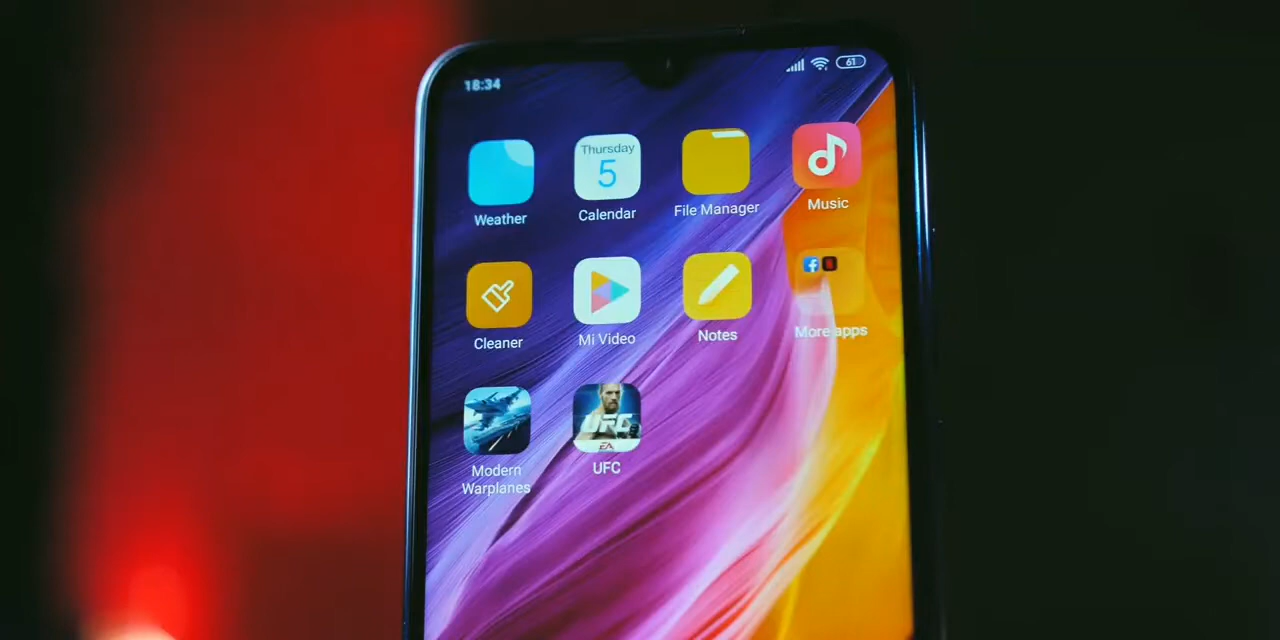 18:34
61
Thursday
5
Weather
Calendar
File Manager
Music
Cleaner
Mi Video
Notes
More apps
UFC
EA
Modern
Warplanes
UFC